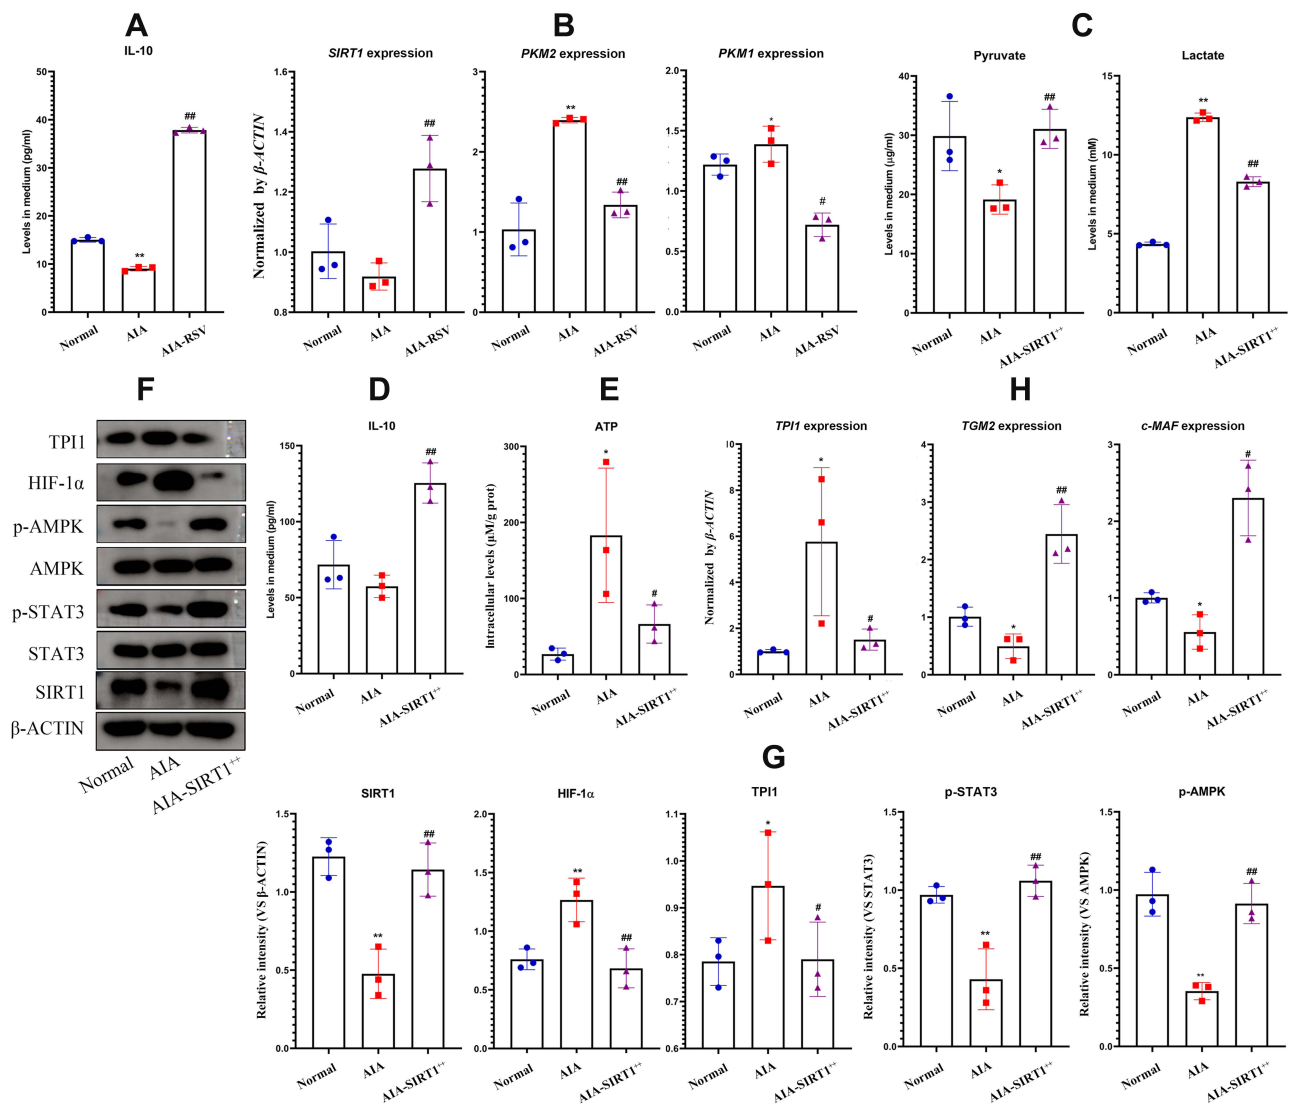 A
B
C
IL-10
SIRT1 expression
PKM2 expression
PKM1 expression
Pyruvate
Lactate
Levels in medium (pg/ml)
50
40
30
20
10
0
**
##
Normal
AIA
AIA-RSV
Normalized by β-ACTIN
1.6
1.4
1.2
1.0
0.8
##
Normal
AIA
AIA-RSV
3
2
1
0
**
##
Normal
AIA
AIA-RSV
2.0
1.5
1.0
0.5
0.0
*
#
Normal
AIA
AIA-RSV
Levels in medium (μg/ml)
40
30
20
10
0
*
##
Normal
AIA
AIA-SIRT1++
Levels in medium (mM)
15
10
5
0
**
##
Normal
AIA
AIA-SIRT1++
F
D
E
H
TPI1
HIF-1α
p-AMPK
AMPK
p-STAT3
STAT3
SIRT1
β-ACTIN
Normal
AIA
AIA-SIRT1++
IL-10
Levels in medium (pg/ml)
150
100
50
0
##
Normal
AIA
AIA-SIRT1++
ATP
Intracellular levels (μM/g prot)
300
200
100
0
*
#
Normal
AIA
AIA-SIRT1++
TPI1 expression
Normalized by β-ACTIN
10
8
6
4
2
0
*
#
Normal
AIA
AIA-SIRT1++
TGM2 expression
4
3
2
1
0
*
##
Normal
AIA
AIA-SIRT1++
c-MAF expression
3
2
1
0
*
#
Normal
AIA
AIA-SIRT1++
G
SIRT1
Relative intensity (VS β-ACTIN)
1.5
1.0
0.5
0.0
**
##
Normal
AIA
AIA-SIRT1++
HIF-1α
2.0
1.5
1.0
0.5
0.0
**
##
Normal
AIA
AIA-SIRT1++
TPI1
1.1
1.0
0.9
0.8
0.7
0.6
*
#
Normal
AIA
AIA-SIRT1++
p-STAT3
Relative intensity (VS STAT3)
1.5
1.0
0.5
0.0
**
##
Normal
AIA
AIA-SIRT1++
p-AMPK
Relative intensity (VS AMPK)
1.5
1.0
0.5
0.0
**
##
Normal
AIA
AIA-SIRT1++